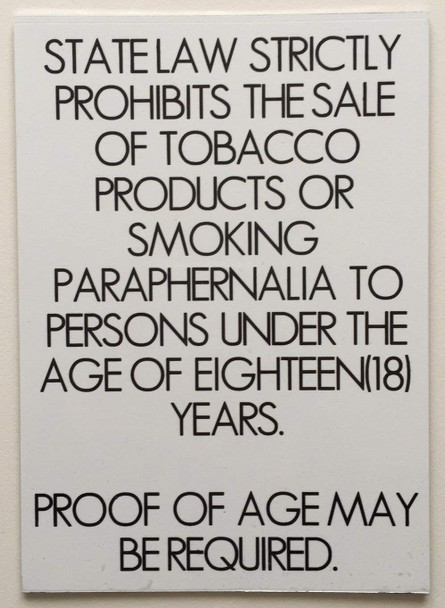 STATE LAW STRICTLY
PROHIBITS THE SALE
OF TOBACCO
PRODUCTS OR
SMOKING
PARAPHERNALIA TO
PERSONS UNDER THE
AGE OF EIGHTEEN(18)
YEARS.
PROOF OF AGE MAY
BE REQUIRED.